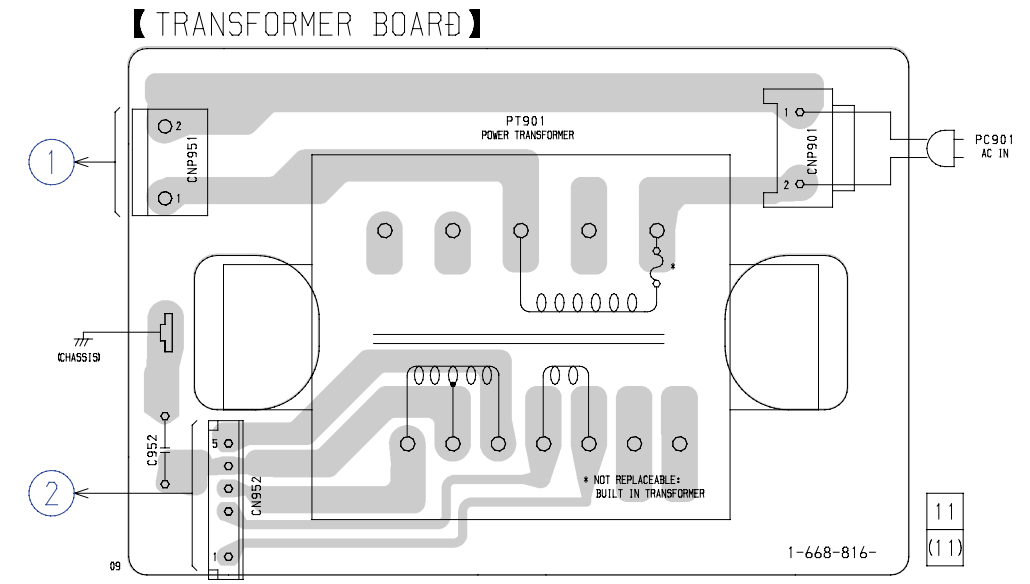 【 TRANSFORMER BOARD 】
PT901
POWER TRANSFORMER
1
2
CNP901
PC901
AC IN
2
1
CNP951
1
*
(CHASSIS)
C952
5
1
CN952
2
* NOT REPLACEABLE:
BUILT IN TRANSFORMER
11
(11)
1-668-816-
09